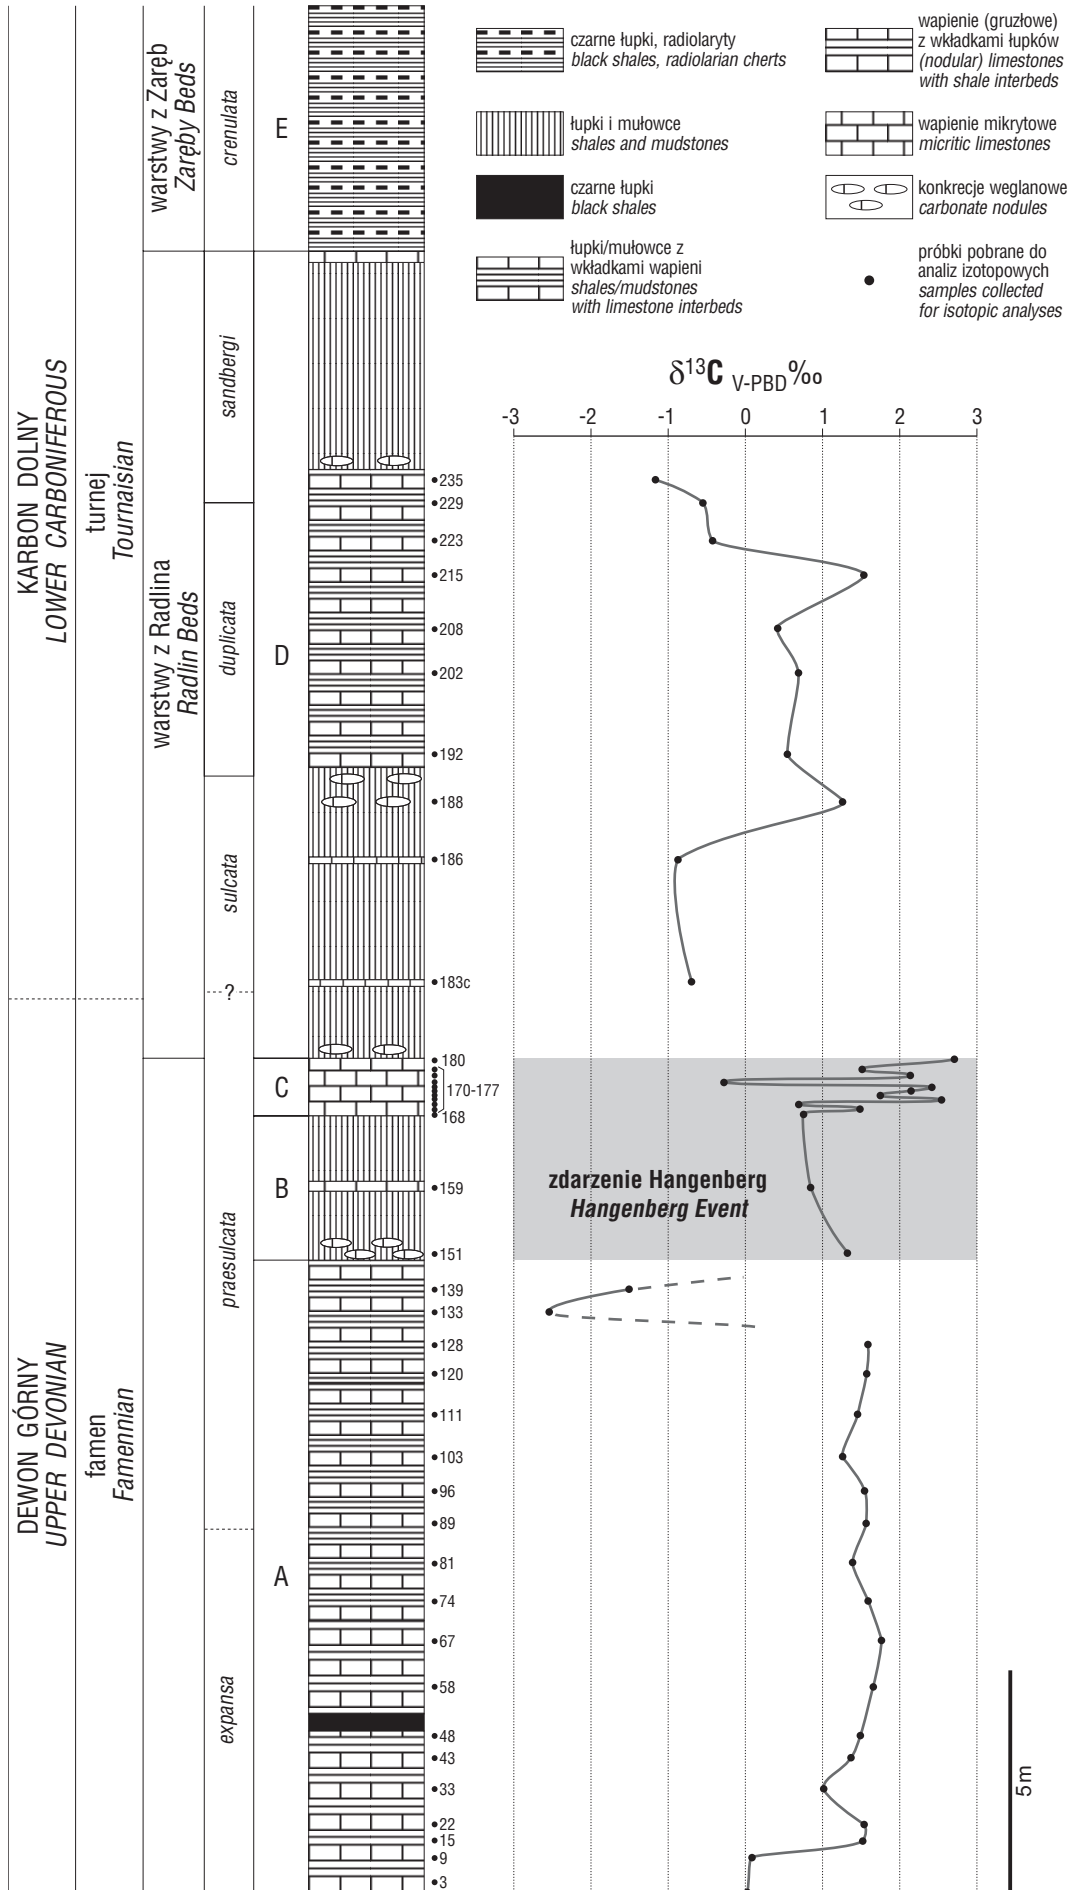 czarne łupki, radiolaryty
black shales, radiolarian cherts
łupki i mułowce
shales and mudstones
czarne łupki
black shales
łupki/mułowce z
wkładkami wapieni
shales/mudstones
with limestone interbeds
wapienie (gruzłowe)
z wkładkami łupków
(nodular) limestones
with shale interbeds
wapienie mikrytowe
micritic limestones
konkrecje weglanowe
carbonate nodules
próbki pobrane do
analiz izotopowych
samples collected
for isotopic analyses
KARBON DOLNY
LOWER CARBONIFEROUS
DEWON GÓRNY
UPPER DEVONIAN
turnej
Tournaisian
famen
Famennian
warstwy z Zaręb
Zaręby Beds
warstwy z Radlina
Radlin Beds
crenulata
sandbergi
duplicata
sulcata
?
praesulcata
expansa
E
D
C
B
A
235
229
223
215
208
202
192
188
186
183c
180
170-177
168
159
151
139
133
128
120
111
103
96
89
81
74
67
58
48
43
33
22
15
9
3
δ13C V-PBD‰
-3 -2 -1 0 1 2 3
zdarzenie Hangenberg
Hangenberg Event
5 m